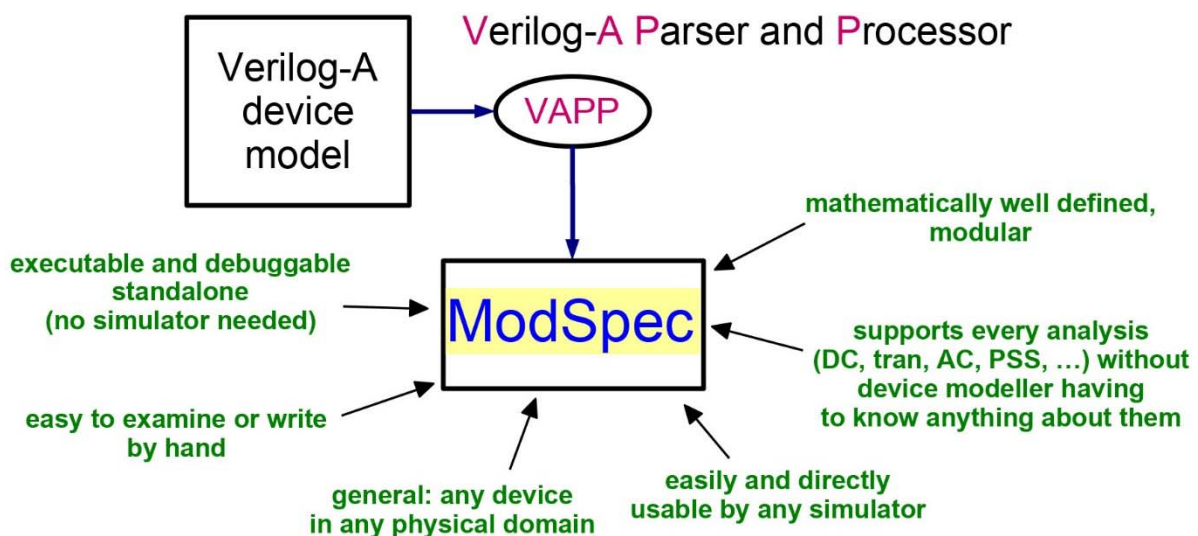 Verilog-A Parser and Processor
Verilog-A
device
model
VAPP
mathematically well defined,
modular
executable and debuggable
standalone
(no simulator needed)
ModSpec
supports every analysis
(DC, tran, AC, PSS, …) without
device modeller having
to know anything about them
easy to examine or write
by hand
general: any device
in any physical domain
easily and directly
usable by any simulator